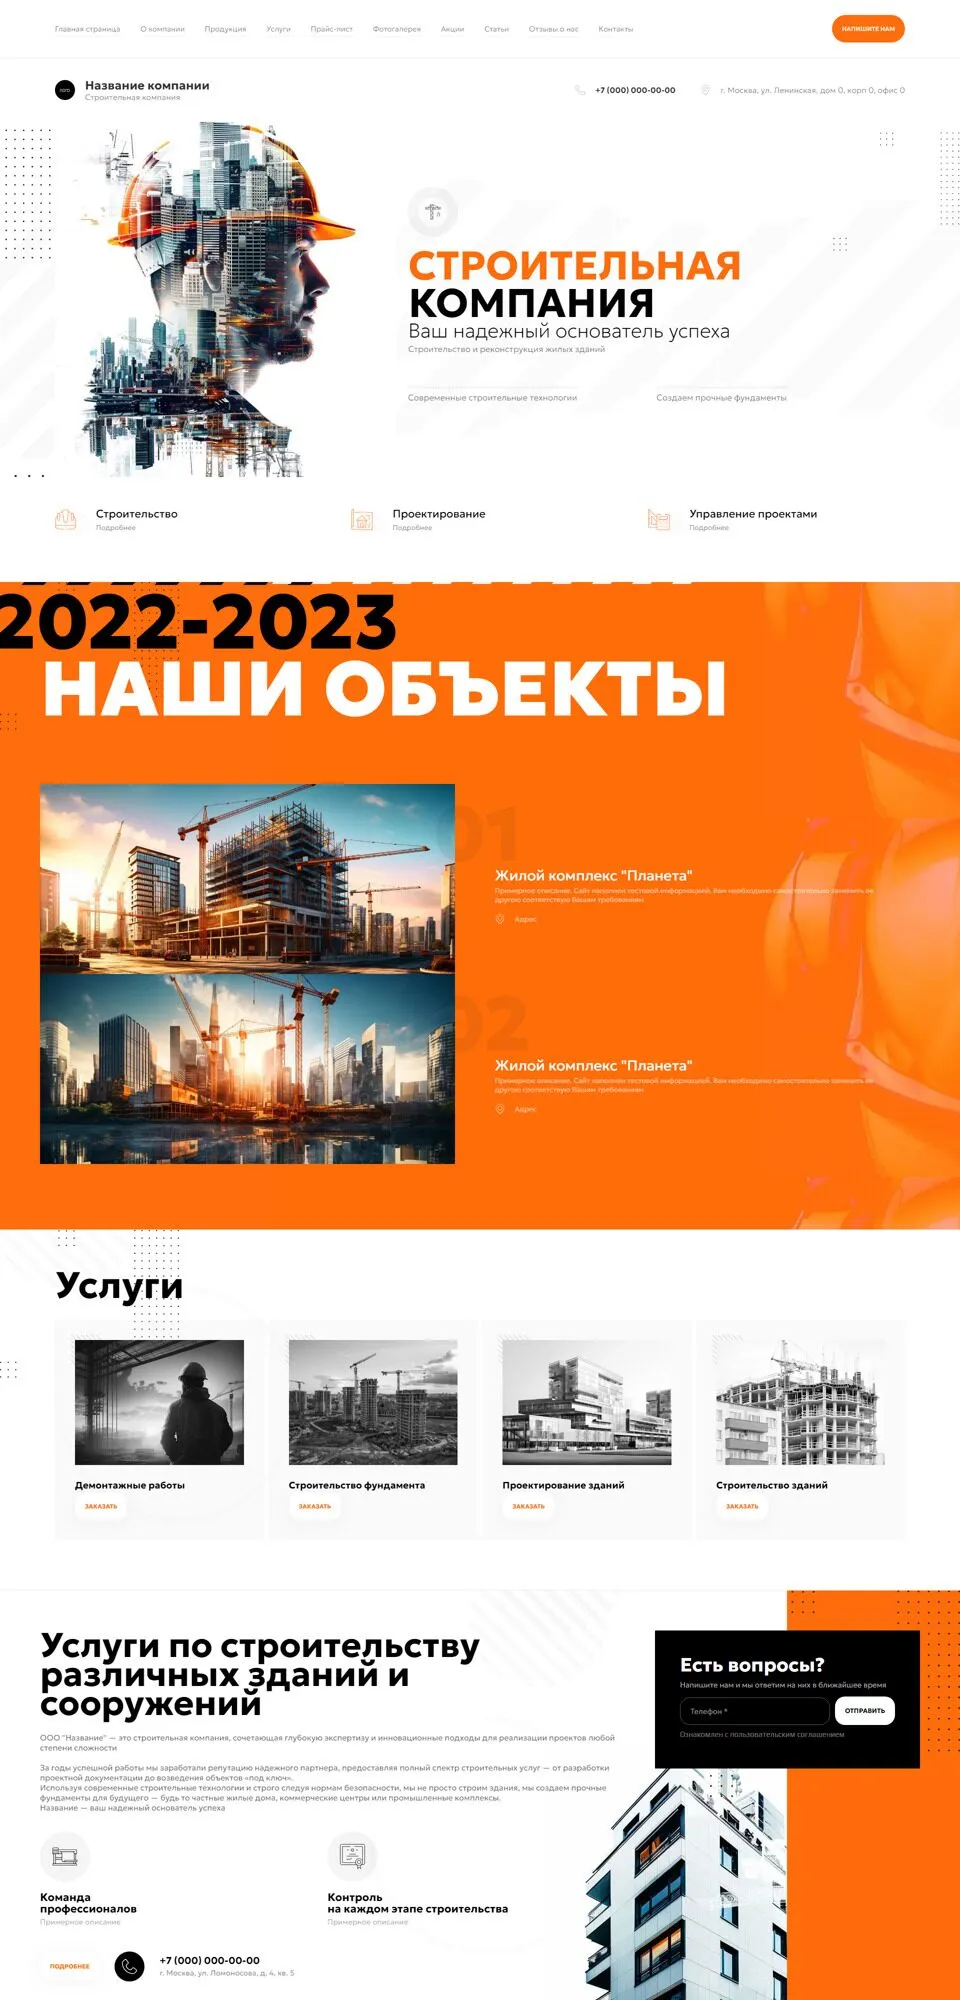 Главная страница О компании Продукция Услуги Прайс-лист Фотогалерея Акции Статьи Отзывы о нас Контакты НАПИШИТЕ НАМ
Название компании
Строительная компания
+7 (000) 000-00-00 г. Москва, ул. Ленинская, дом 0, корп 0, офис 0
СТРОИТЕЛЬНАЯ
КОМПАНИЯ
Ваш надежный основатель успеха
Строительство и реконструкция жилых зданий
Современные строительные технологии Создаем прочные фундаменты
Строительство
Подробнее
Проектирование
Подробнее
Управление проектами
Подробнее
2022-2023
НАШИ ОБЪЕКТЫ
01
Жилой комплекс "Планета"
Примерное описание. Сайт наполнен тестовой информацией, Вам необходимо самостоятельно заменить ее
другою соответствую Вашим требованиям
Адрес
02
Жилой комплекс "Планета"
Примерное описание. Сайт наполнен тестовой информацией, Вам необходимо самостоятельно заменить ее
другою соответствую Вашим требованиям
Адрес
Услуги
Демонтажные работы
ЗАКАЗАТЬ
Строительство фундамента
ЗАКАЗАТЬ
Проектирование зданий
ЗАКАЗАТЬ
Строительство зданий
ЗАКАЗАТЬ
Услуги по строительству
различных зданий и
сооружений
ООО "Название" — это строительная компания, сочетающая глубокую экспертизу и инновационные подходы для реализации проектов любой
степени сложности
За годы успешной работы мы заработали репутацию надежного партнера, предоставляя полный спектр строительных услуг — от разработки
проектной документации до возведения объектов «под ключ».
Используя современные строительные технологии и строго следуя нормам безопасности, мы не просто строим здания, мы создаем прочные
фундаменты для будущего — будь то частные жилые дома, коммерческие центры или промышленные комплексы.
Название — ваш надежный основатель успеха
Команда
профессионалов
Примерное описание
Контроль
на каждом этапе строительства
Примерное описание
ПОДРОБНЕЕ
+7 (000) 000-00-00
г. Москва, ул. Ломоносова, д. 4, кв. 5
Есть вопросы?
Напишите нам и мы ответим на них в ближайшее время
Телефон * ОТПРАВИТЬ
Ознакомлен с пользовательским соглашением